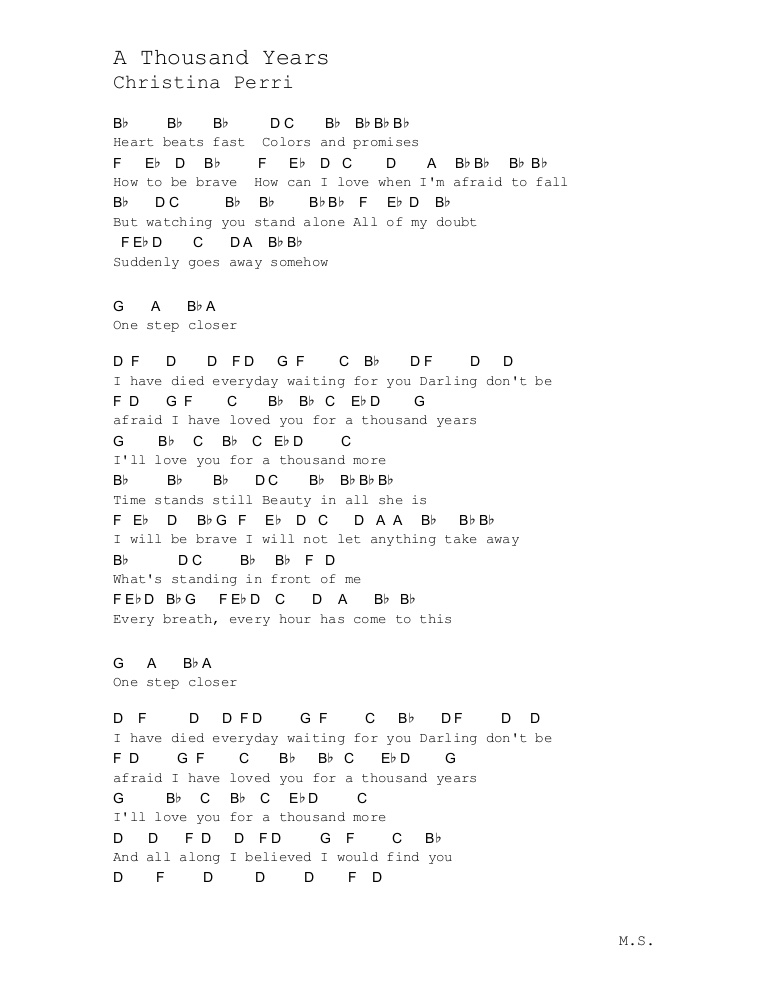 A Thousand Years
Christina Perri
B♭ B♭ B♭ D C B♭ B♭ B♭ B♭
Heart beats fast Colors and promises
F E♭ D B♭ F E♭ D C D A B♭ B♭ B♭ B♭
How to be brave How can I love when I'm afraid to fall
B♭ D C B♭ B♭ B♭ B♭ F E♭ D B♭
But watching you stand alone All of my doubt
F E♭ D C D A B♭ B♭
Suddenly goes away somehow
G A B♭ A
One step closer
D F D D F D G F C B♭ D F D D
I have died everyday waiting for you Darling don't be
F D G F C B♭ B♭ C E♭ D G
afraid I have loved you for a thousand years
G B♭ C B♭ C E♭ D C
I'll love you for a thousand more
B♭ B♭ B♭ D C B♭ B♭ B♭ B♭
Time stands still Beauty in all she is
F E♭ D B♭ G F E♭ D C D A A B♭ B♭ B♭
I will be brave I will not let anything take away
B♭ D C B♭ B♭ F D
What's standing in front of me
F E♭ D B♭ G F E♭ D C D A B♭ B♭
Every breath, every hour has come to this
G A B♭ A
One step closer
D F D D F D G F C B♭ D F D D
I have died everyday waiting for you Darling don't be
F D G F C B♭ B♭ C E♭ D G
afraid I have loved you for a thousand years
G B♭ C B♭ C E♭ D C
I'll love you for a thousand more
D D F D D F D G F C B♭
And all along I believed I would find you
D F D D D F D
M.S.